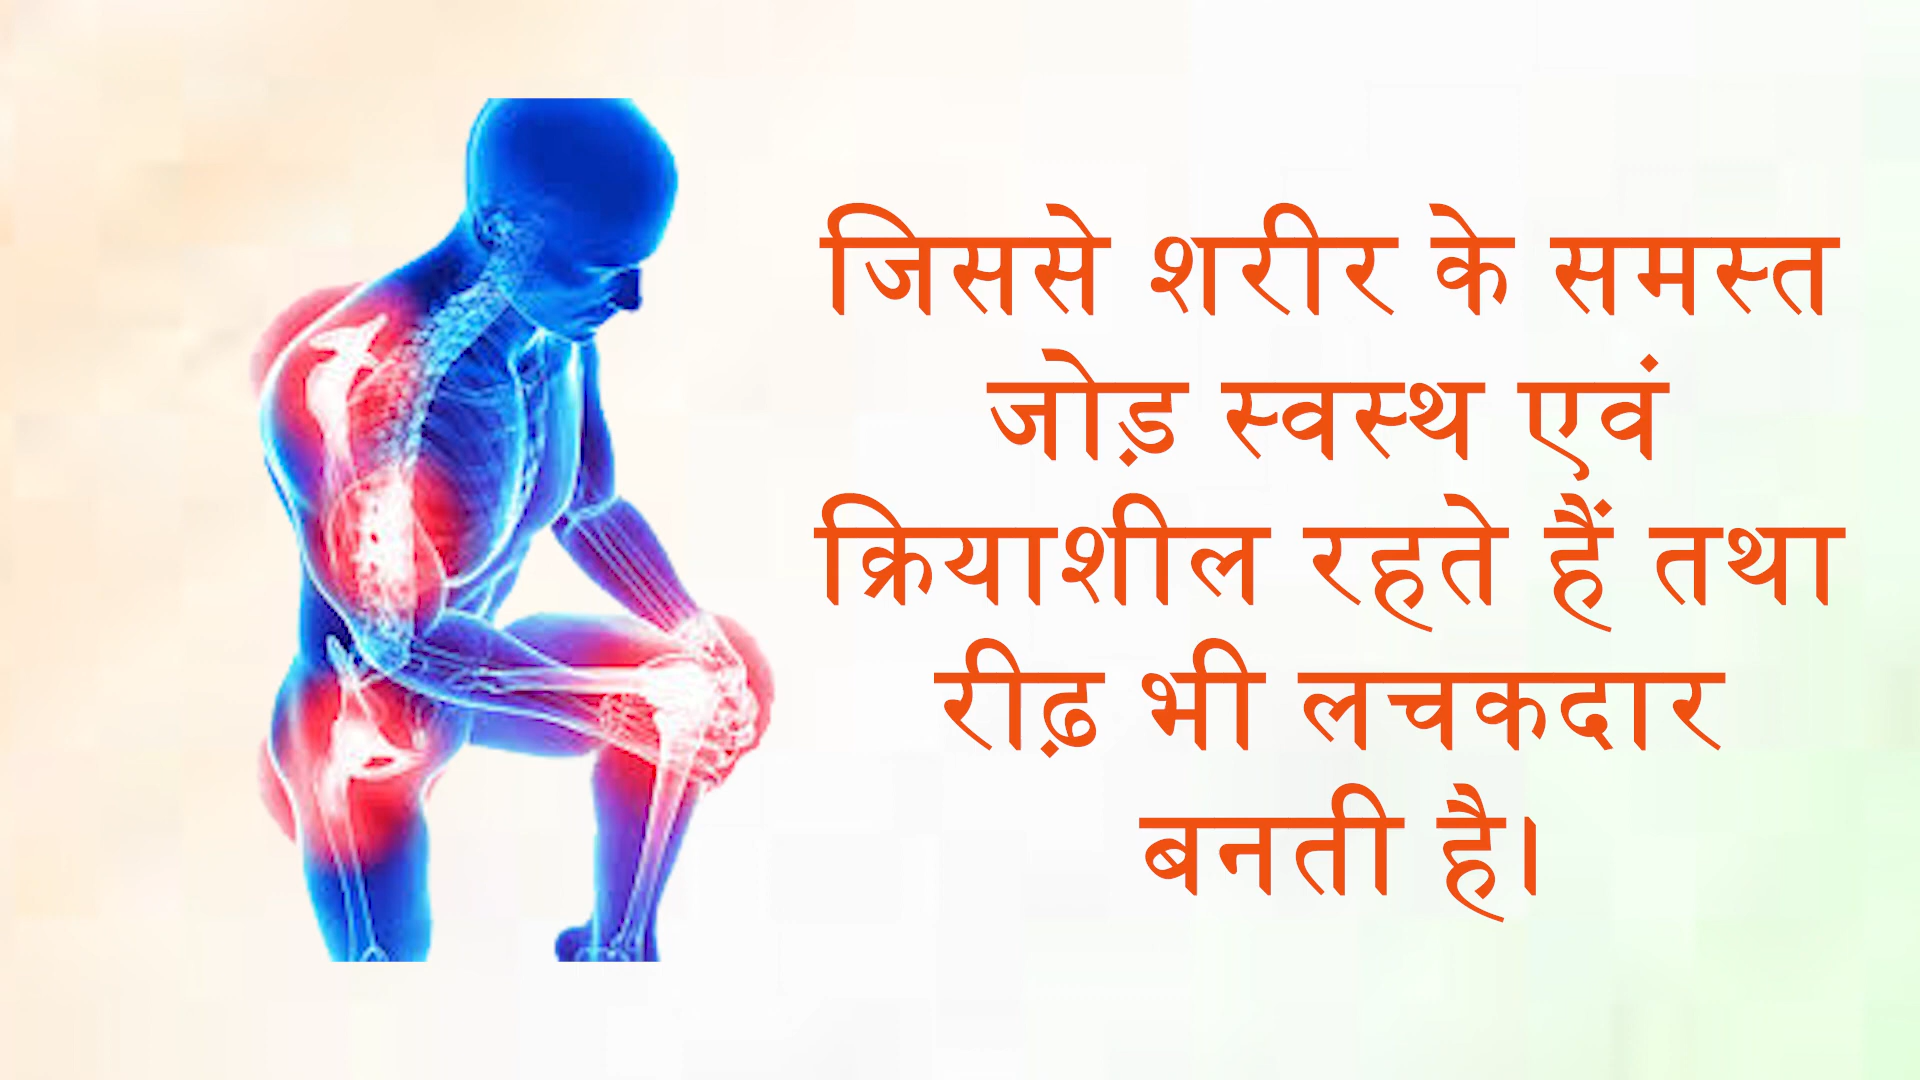 जिससे शरीर के समस्त
जोड़ स्वस्थ एवं
क्रियाशील रहते हैं तथा
रीढ़ भी लचकदार
बनती है।